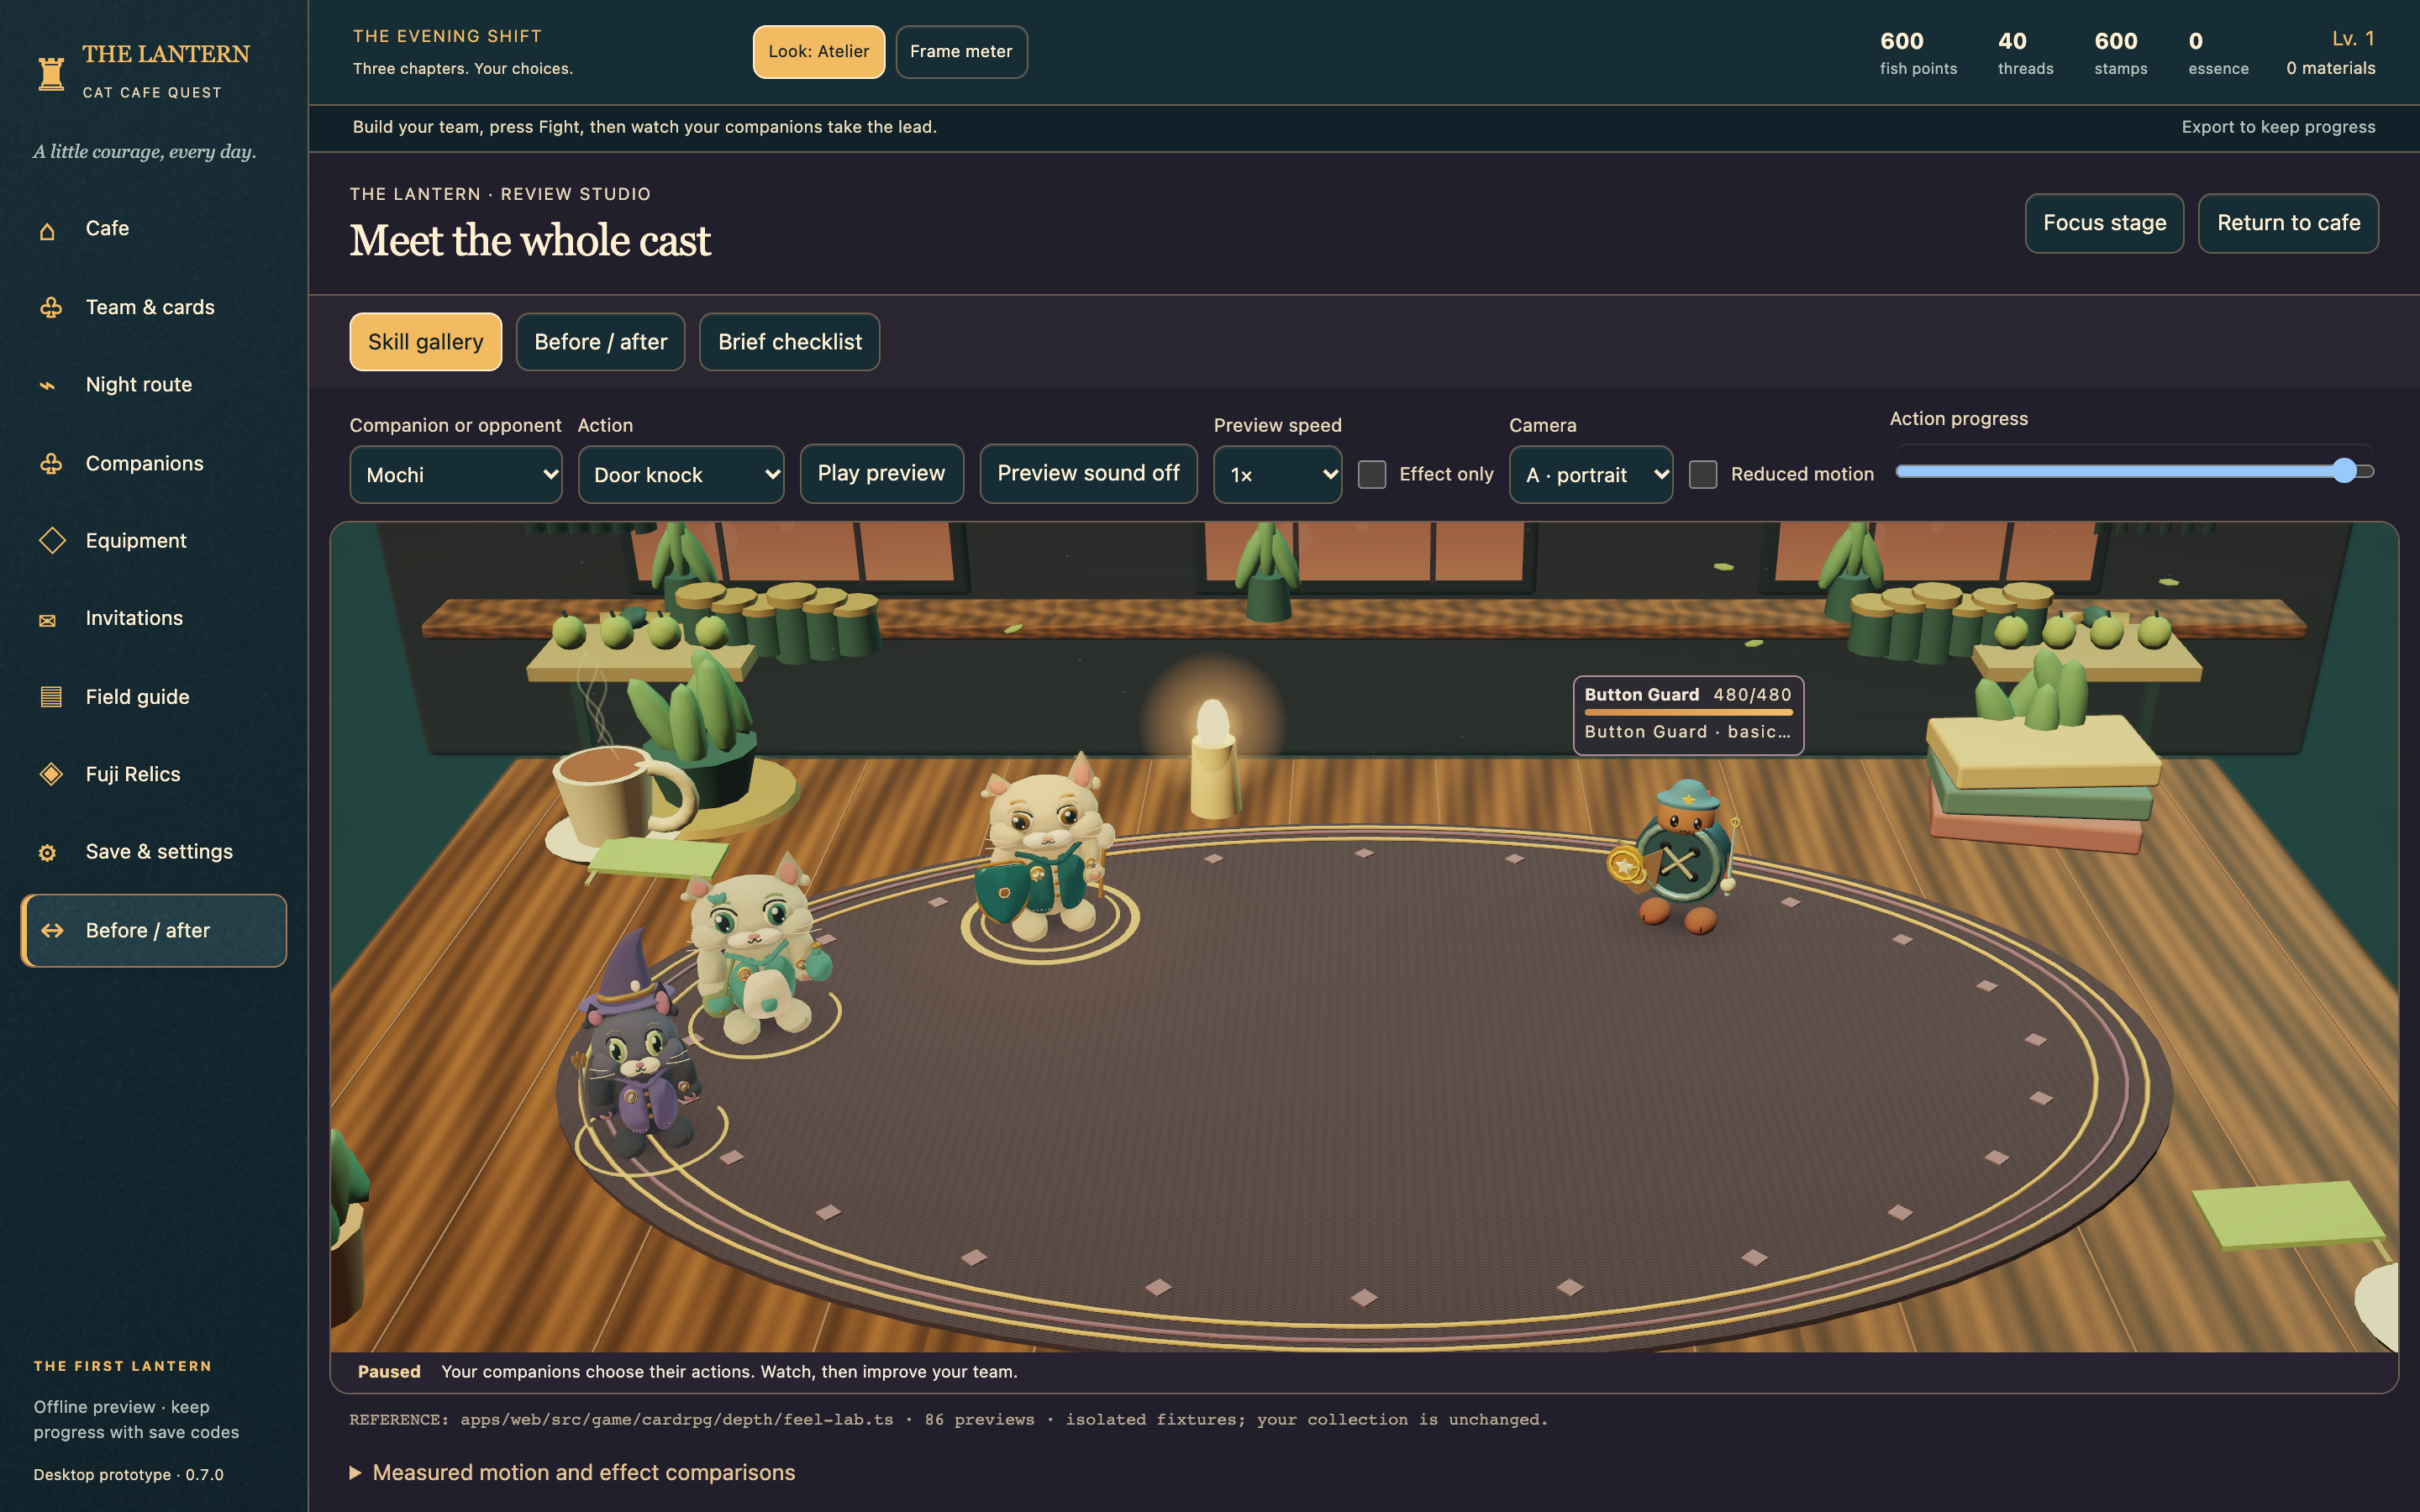 THE LANTERN
CAT CAFE QUEST
A little courage, every day.
Cafe
Team & cards
Night route
Companions
Equipment
Invitations
Field guide
Fuji Relics
Save & settings
Before / after
THE FIRST LANTERN
Offline preview · keep
progress with save codes
Desktop prototype · 0.7.0
THE EVENING SHIFT
Three chapters. Your choices.
Look: Atelier
Frame meter
600
fish points
40
threads
600
stamps
0
essence
Lv. 1
0 materials
Build your team, press Fight, then watch your companions take the lead.
Export to keep progress
THE LANTERN · REVIEW STUDIO
Meet the whole cast
Focus stage
Return to cafe
Skill gallery
Before / after
Brief checklist
Companion or opponent
Mochi
Action
Door knock
Play preview
Preview sound off
Preview speed
1×
Effect only
Camera
A · portrait
Reduced motion
Action progress
Button Guard 480/480
Button Guard · basic…
Paused Your companions choose their actions. Watch, then improve your team.
REFERENCE: apps/web/src/game/cardrpg/depth/feel-lab.ts · 86 previews · isolated fixtures; your collection is unchanged.
Measured motion and effect comparisons